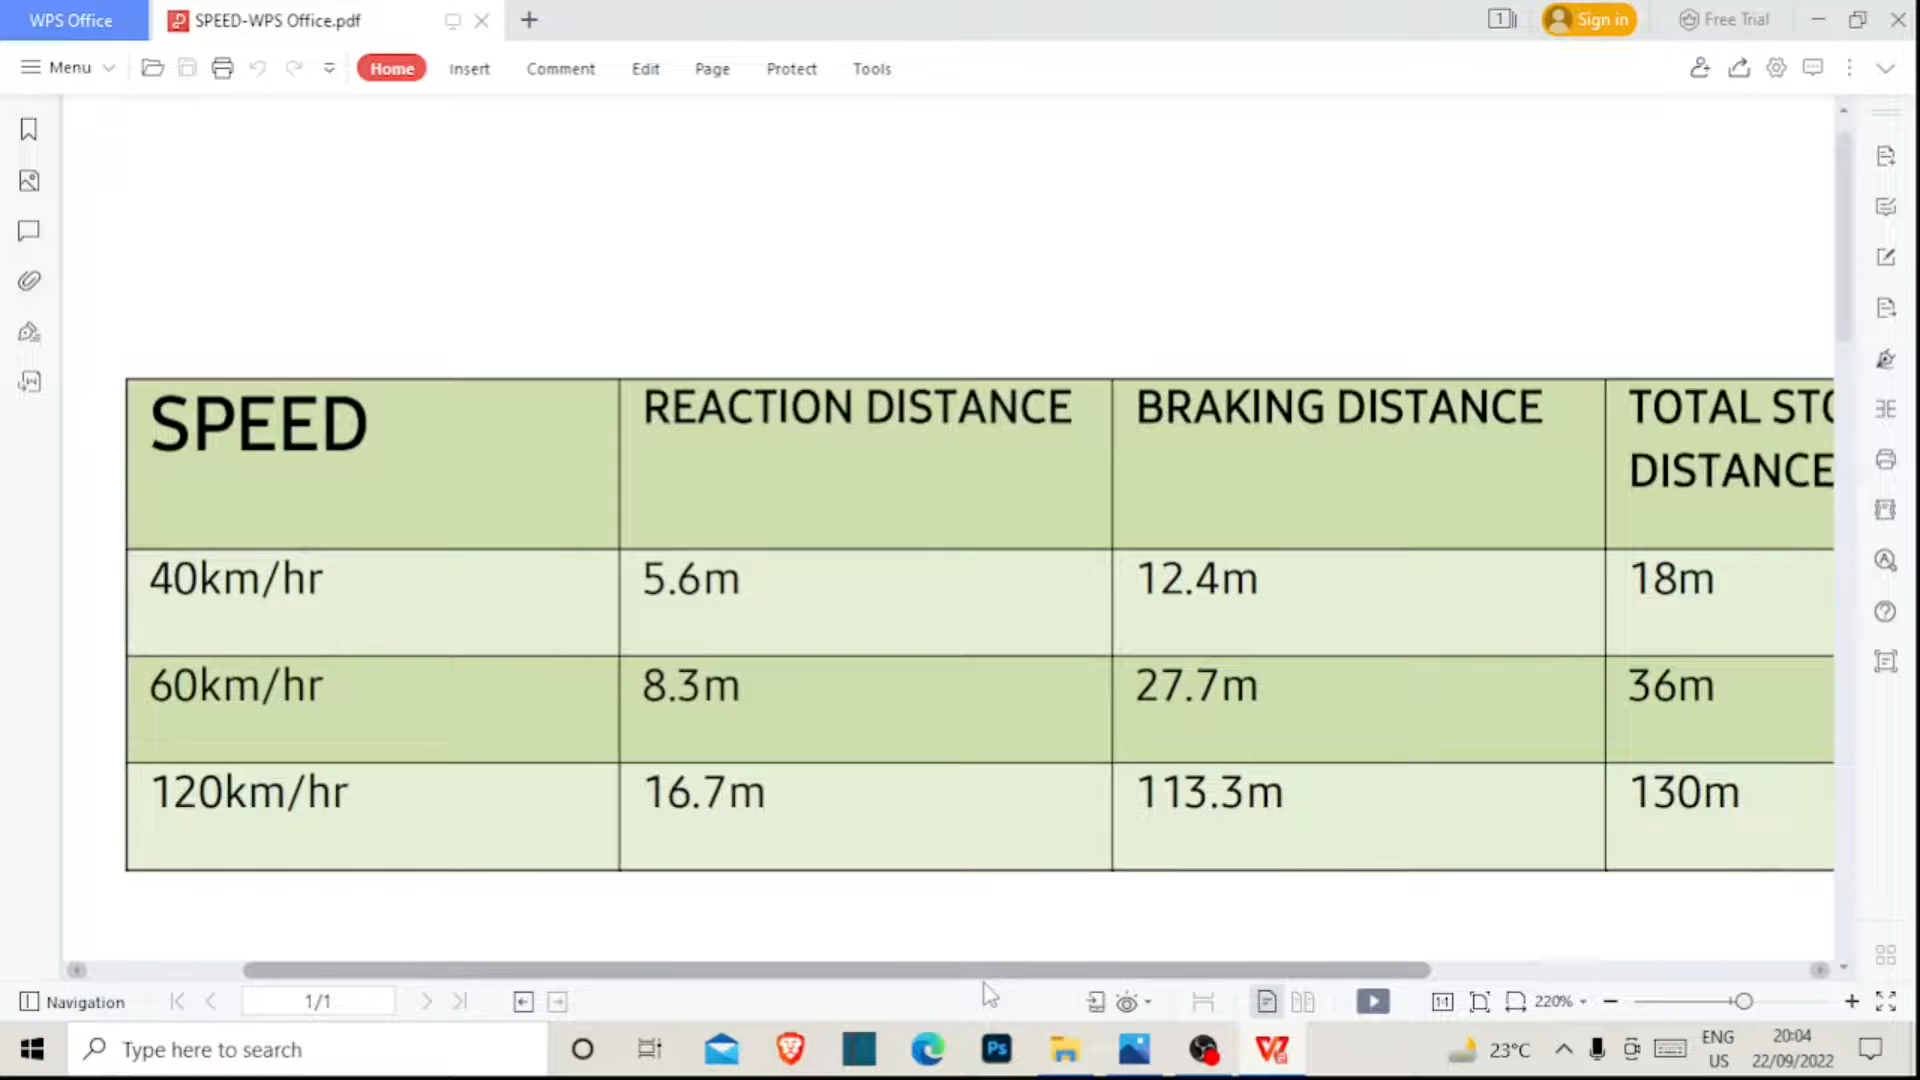 WPS Office
SPEED-WPS Office.pdf
Sign in
Free Trial
Menu
Home
Insert
Comment
Edit
Page
Protect
Tools
SPEED
REACTION DISTANCE
BRAKING DISTANCE
TOTAL STO
DISTANCE
40km/hr
5.6m
12.4m
18m
60km/hr
8.3m
27.7m
36m
120km/hr
16.7m
113.3m
130m
Navigation
1/1
220%
Type here to search
Ps
23°C
ENG
US
20:04
22/09/2022